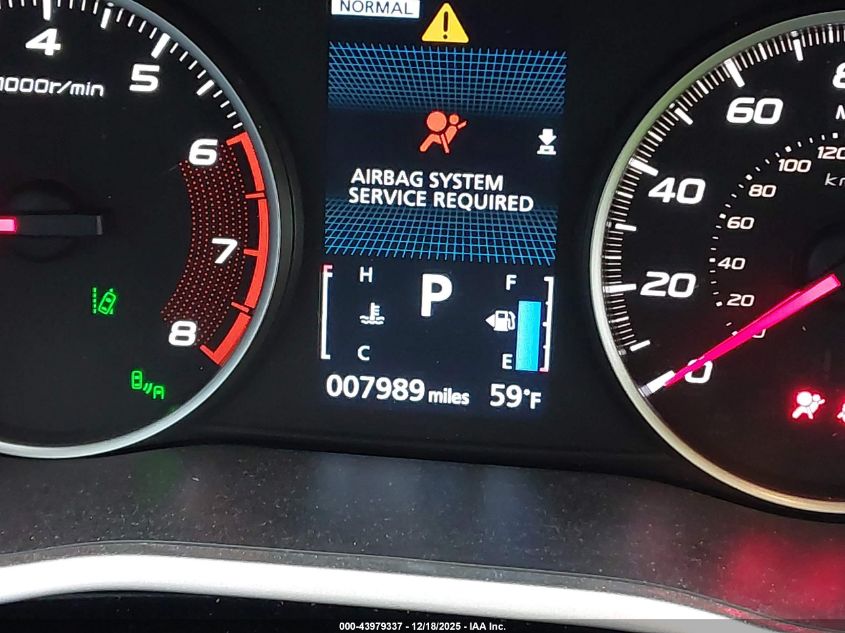 NORMAL
4
5
1000r/min
6
7
8
AIRBAG SYSTEM
SERVICE REQUIRED
H
F
P
C
E
007989 miles
59°F
60
40
20
0
120
100
80
60
40
20
000-43979337 - 12/18/2025 - IAA Inc.